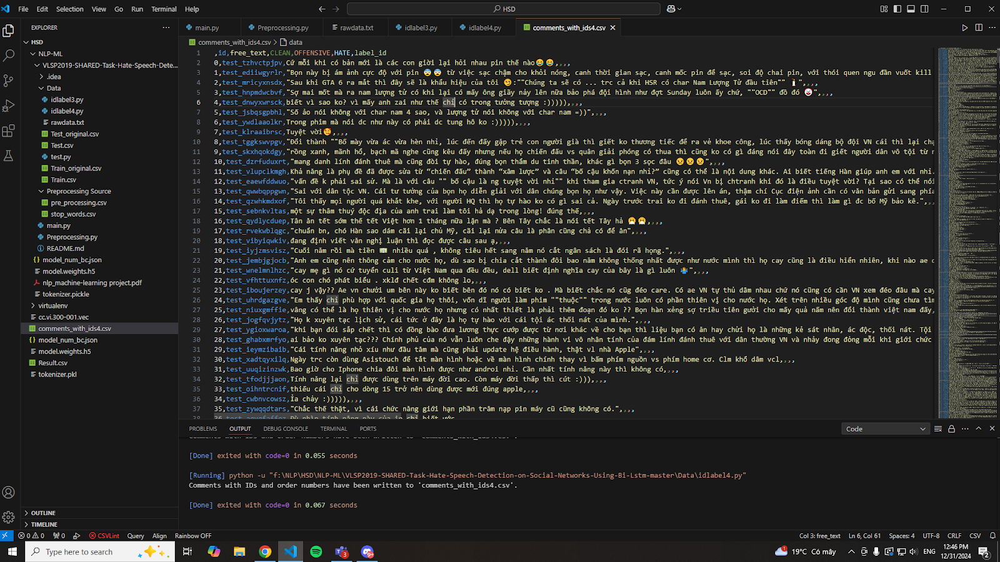 File Edit Selection View Go Run Terminal Help
HSD
EXPLORER
HSD
NLP-ML
VLSP2019-SHARED-Task-Hate-Speech-Dete...
.idea
Data
idlabel3.py
idlabel4.py
rawdata.txt
Test_original.csv
Test.csv
test.py
Train_original.csv
Train.csv
Preprocessing Source
pre_processing.csv
stop_words.csv
main.py
Preprocessing.py
README.md
model_num_bc.json
model.weights.h5
nlp_machine-learning project.pdf
tokenizer.pickle
virtualenv
cc.vi.300-001.vec
comments_with_ids4.csv
model_num_bc.json
model.weights.h5
Result.csv
tokenizer.pkl
OUTLINE
TIMELINE
main.py Preprocessing.py rawdata.txt idlabel3.py idlabel4.py comments_with_ids4.csv
comments_with_ids4.csv > data
1 ,id,free_text,CLEAN,OFFENSIVE,HATE,label_id
2 0,test_tzhvctpjpv,Cứ mỗi khi có bản mới là các con giời lại hỏi nhau pin thế nào😂😂,,,,
3 1,test_ediiwgyrlr,"Bọn này bị ám ảnh cực độ với pin 😨😨 từ việc sạc chậm cho khỏi nóng, canh thời gian sạc, canh mốc pin để sạc, soi độ chai pin, với thói quen ngu đần vuốt kill
4 2,test_mricyxnsdx,"Sau khi GTA 6 ra mắt thì đây sẽ là khẩu hiệu của tôi 😏:""Chúng ta sẽ có ... trc cả khi HSR có char Nam Lượng Tử đầu tiên"" ",,,,
5 3,test_hnpmdwcbvf,"Sợ mai mốt mà ra nam lượng tử có khi lại có mấy ông giãy nảy lên nữa bảo phá đội hình như đợt Sunday luôn ấy chứ, ""OCD"" đồ đó 🤡",,,,
6 4,test_dnwyxwrsck,biết vì sao ko? vì mấy anh zai như thế chỉ có trong tưởng tượng :))))),,,,
7 5,test_jsbqsgpbhl,"Số ảo nói không với char nam 4 sao, và lượng tử nói không với char nam =))",,,,
8 6,test_ywdlaaolkr,Trong phim mà nói dc như này có phải dc tung hô ko :))))),,,,
9 7,test_klraaibrsc,Tuyệt vời🥰,,,,
10 8,test_tggkswvpgv,"Đổi thành ""Bố mày vừa ác vừa hèn nhỉ, lúc đến đấy gặp trẻ con người già thì giết ko thương tiếc để ra vẻ khoe công, lúc thấy bóng dáng bộ đội VN cái thì lại chạ
11 9,test_skxhqokdgy,"rồng xanh, mãnh hổ, bạch mã nghe cũng kêu đấy nhưng nếu họ chiến đấu vs quân giải phóng có thua thì cũng ko có gì đáng nói đây toàn đi giết người dân vô tội từ n
12 10,test_dzrfuduxrt,"mang danh lính đánh thuê mà cũng đòi tự hào, đúng bọn thẩm du tinh thần, khác gì bọn 3 sọc đâu 😒😒😒",,,,
13 11,test_vlupclkmgh,Khả năng là phụ đề đã được sửa từ “chiến đấu” thành “xâm lược” và câu “bố cậu khốn nạn nhỉ?” cũng có thể là nội dung khác. Ai biết tiếng Hàn giúp anh em với nhỉ.
14 12,test_eaewfddwuo,"vấn đề k phải sai sử. Mà là với câu "" bố cậu là ng tuyệt vời nhỉ"" khi tham gia ctranh VN, tức ý nói Vn bị chtranh khi đó là điều tuyệt vời? Tại sao có thể nói
15 13,test_qwwbqppgwn,"Sai với dân tộc VN. Cái tư tưởng của bọn họ diễn giải với dân chúng bọn họ như vậy. Việc này cần được lên án, thậm chí Cục điện ảnh cần có văn bản gửi sang phía
16 14,test_qzwhkmdxof,"Tôi thấy mọi người quá khắt khe, với người HQ thì họ tự hào ko có gì sai cả. Ngày trước trai ko đi đánh thuê, gái ko đi làm điếm thì làm gì dc bố Mỹ bảo kê.",,,,
17 15,test_sebnkvltas,một sự thâm thuý độc địa của anh trai làm tôi hả dạ trong lòng! đúng thế,,,,
18 16,test_qydlycduep,Tân ăn tết sớm thế tết Việt hơn 1 tháng nữa lận mà ? Bên Tây chắc là nói tết Tây hả 😷😷,,,,
19 17,test_rvekwblqgc,"chuẩn bn, chó Hàn sao dám cãi lại chủ Mỹ, cãi lại nửa câu là phân cũng chả có để ăn",,,,
20 18,test_vibyiqwkiv,đang định viết văn nghị luận thì đọc được câu sau ạ,,,,
21 19,test_iyjzmsvisz,"Cuối năm rồi mà tiền nhiều quá , không tiêu hết sang năm nó cắt ngân sách là đói rã họng.",,,,
22 20,test_jembjgjocb,"Anh em cũng nên thông cảm cho nước họ, dù sao bị chia cắt thành đôi bao năm không thống nhất được như nước mình thì họ cay cũng là điều hiển nhiên, khi nào ae c
23 21,test_wnelmnlhzc,"cay mẹ gì nó cứ tuyển culi từ Việt Nam qua đều đều, dell biết định nghĩa cay của bây là gì luôn 🤷",,,,
24 22,test_vfhttuxnfz,óc con chó phát biểu . xklđ chết cđm không lo,,,,
25 23,test_iboujerzey,cay j vậy?? Ae vn chưởi um bên này ko biết bên đó nó có biết ko . Mà biết chắc nó cũg đéo care. Có ae VN tự thủ dâm nhau chứ nó cũng có cần VN xem đéo đâu mà cay
26 24,test_uhrdgazgve,"Em thấy chỉ phù hợp với quốc gia họ thôi, vốn dĩ người làm phim ""thuộc"" trong nước luôn có phần thiên vị cho nước họ. Xét trên nhiều góc độ mình cũng chưa tìm
27 25,test_niuxgmffie,vâng có thể là họ thiên vị cho nước họ nhưng có nhất thiết là phải thêm đoạn đó ko ?? Bọn hàn xẻng sợ triều tiên gưởi cho mấy quả nấm nên đổi thành việt nam đấy,
28 26,test_jogfqvjytz,"Họ k xuyên tạc lịch sử, cái tức ở đây là họ tự hào với cái tội ác thối nát của mình.",,,,
29 27,test_ygioxwaroa,"khi bạn đói sắp chết thì có đồng bào đưa lương thực cướp được từ nơi khác về cho bạn thì liệu bạn có ăn hay chửi họ là những kẻ sát nhân, ác độc, thối nát. Tội
30 28,test_ghabxmrfyo,ai bảo ko xuyên tạc??? Chính phủ của nó vẫn luôn che đậy những hành vi vô nhân tính của đám lính đánh thuê với dân thường VN và nhảy đong đỏng mỗi khi giới chức
31 29,test_ieymzibaib,"Cái tính năng nhỏ xíu như đầu tăm mà cũng phải update hệ điều hành, thật vl nhà Apple",,,,
32 30,test_xadtqyxilq,Ngày trc còn dùng Asistouch để tắt màn hình hoặc về màn hình chính thay vì bấm phím nguồn vs phím home cơ. Clm khổ dâm vcl,,,,
33 31,test_uuqizinzwk,Bao giờ cho Iphone chia đôi màn hình được như androi nhỉ. Cần nhất tính năng này thì không có,,,,
34 32,test_tfodjjjaon,Tính năng lại chỉ được dùng trên máy đời cao. Còn máy đời thấp thì cút :))),,,,
35 33,test_oihntrcnif,thiếu cái chỉ cho dòng 15 trở nên dùng được mới đúng apple,,,,
36 34,test_cwbnvcowsz,Ỉa chảy :))))),,,,
37 35,test_zywqqdtars,"Chắc thế thật, vì cái chức năng giới hạn phần trăm nạp pin máy cũ cũng không có.",,,,
PROBLEMS OUTPUT DEBUG CONSOLE TERMINAL PORTS
Code
[Done] exited with code=0 in 0.055 seconds
[Running] python -u "f:\NLP\HSD\NLP-ML\VLSP2019-SHARED-Task-Hate-Speech-Detection-on-Social-Networks-Using-Bi-Lstm-master\Data\idlabel4.py"
Comments with IDs and order numbers have been written to 'comments_with_ids4.csv'.
[Done] exited with code=0 in 0.067 seconds
0 0 0 CSVLint Query Align Rainbow OFF
Col 3: free_text Ln 6, Col 61 Spaces: 4 UTF-8 CRLF CSV
Type here to search
19°C Có mây
ENG
12:46 PM
12/31/2024